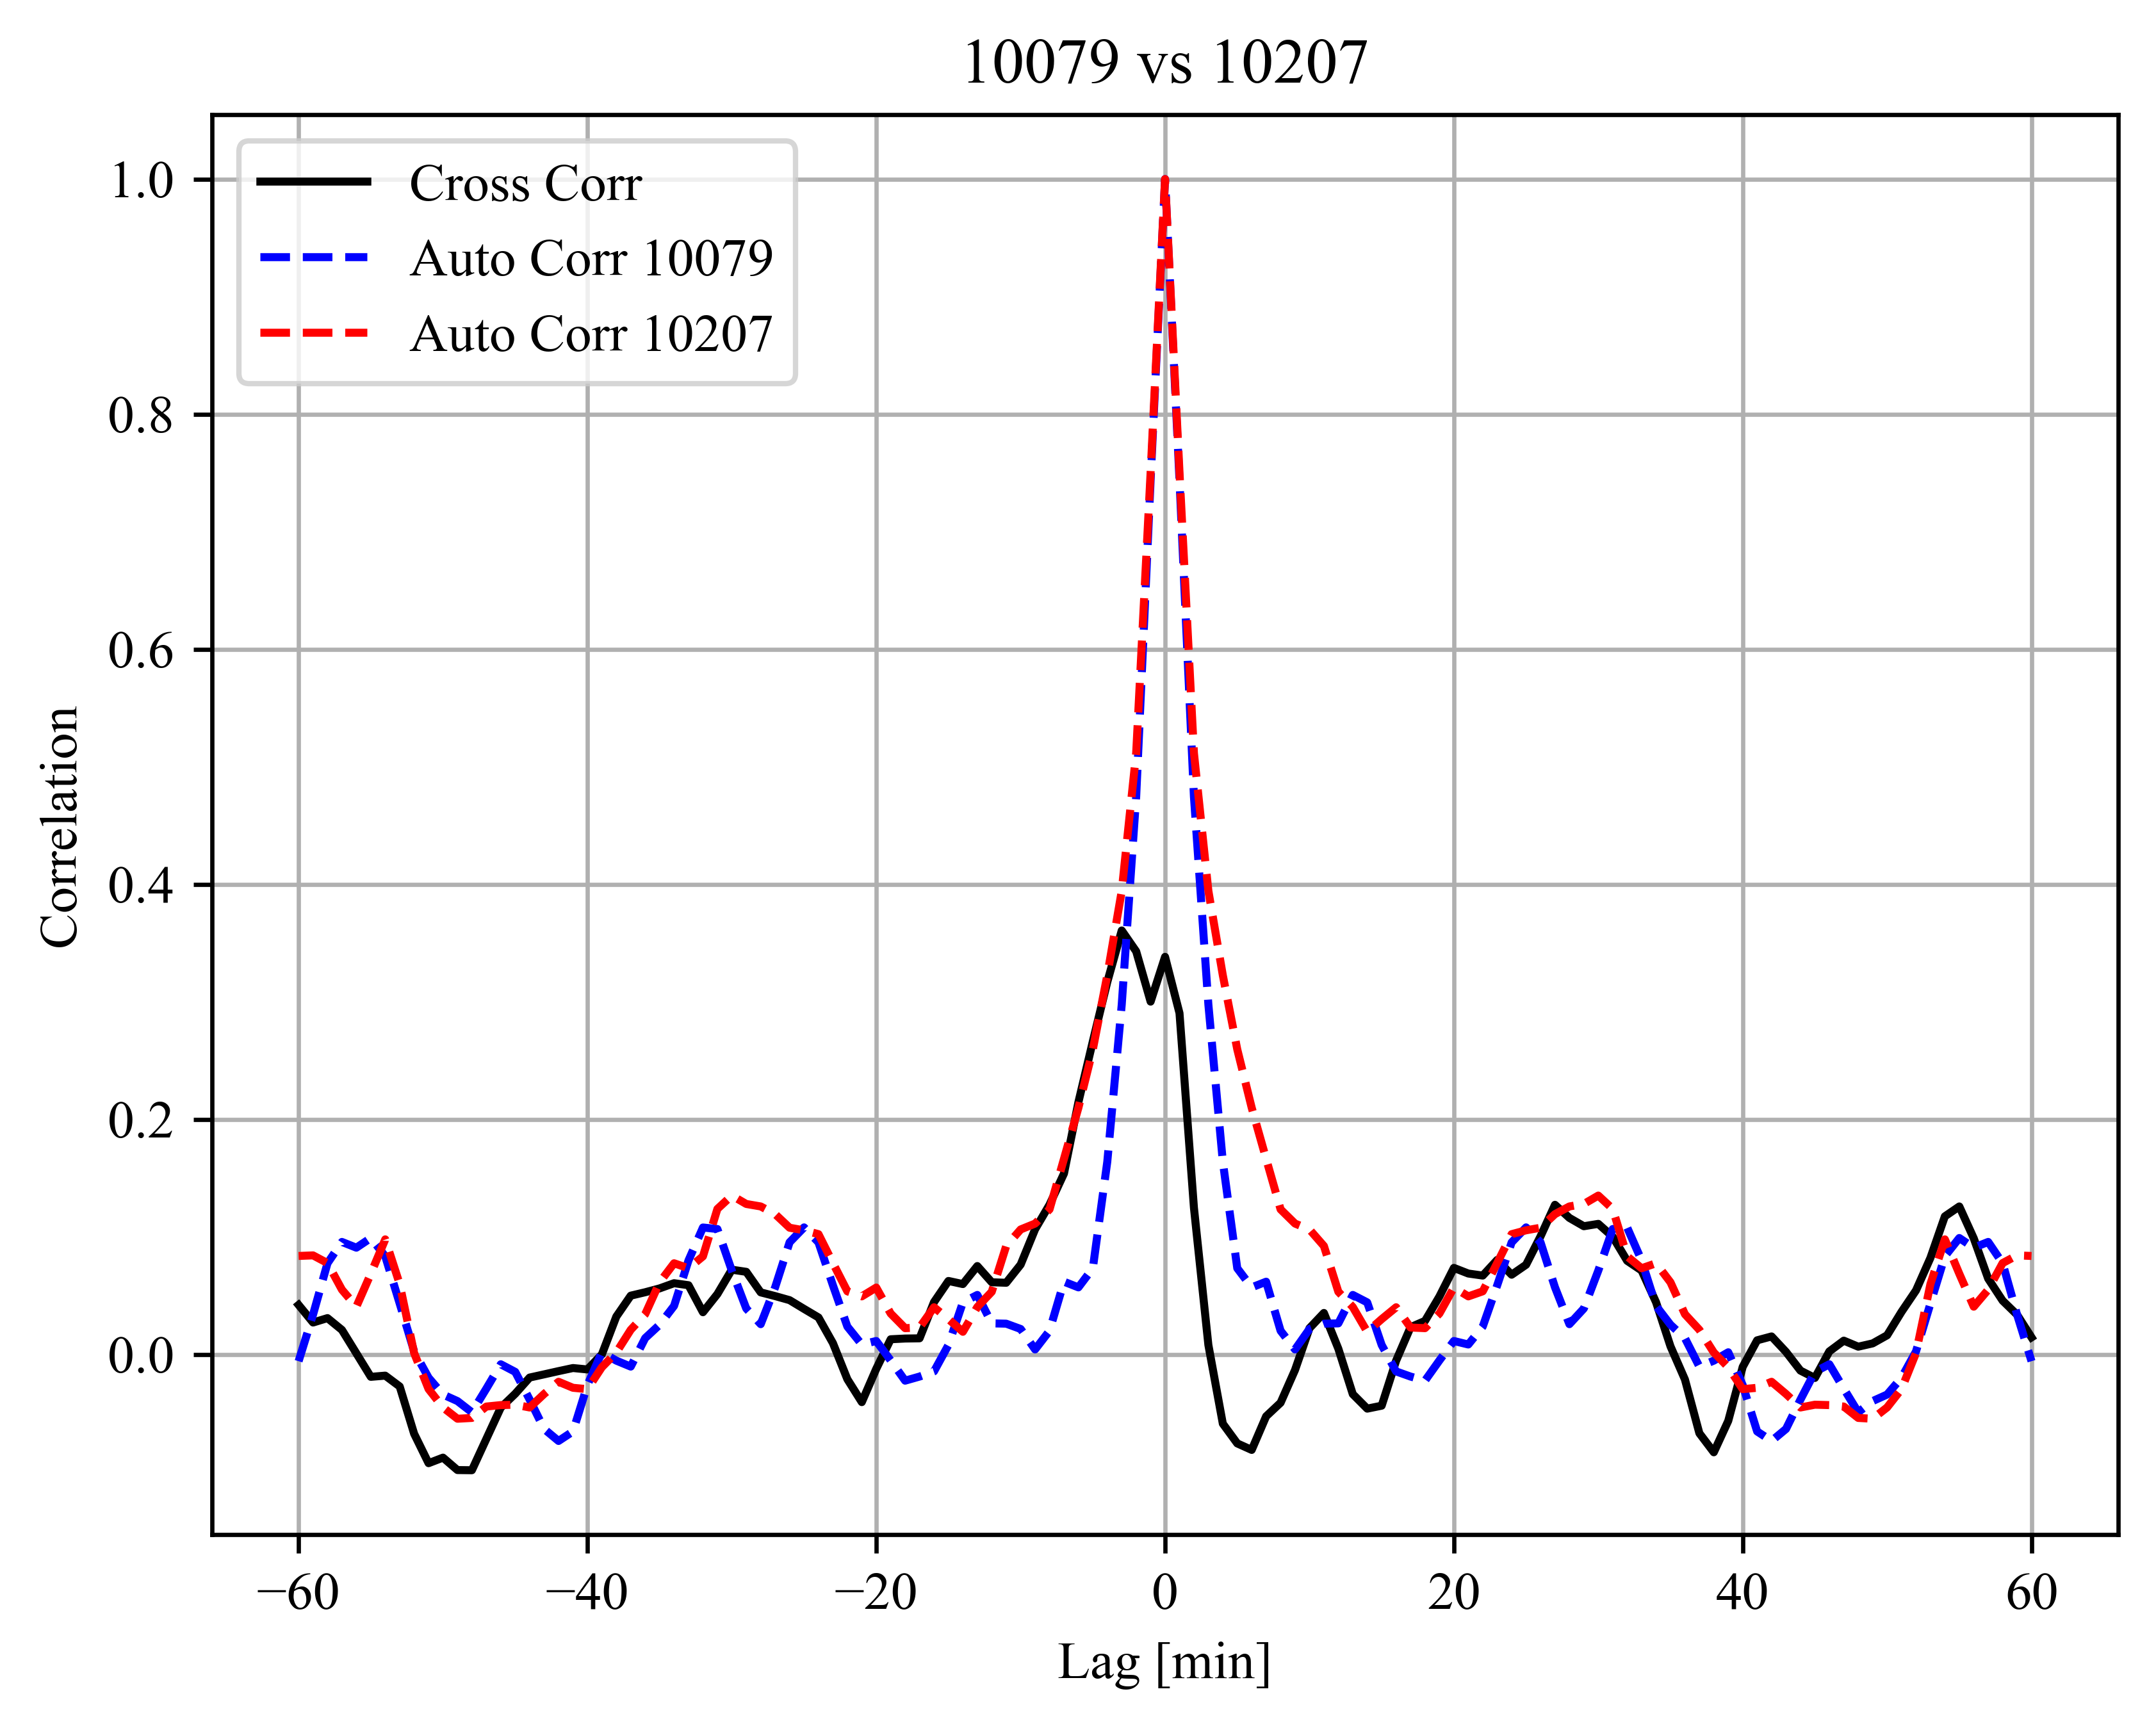 10079 vs 10207
Cross Corr
Auto Corr 10079
Auto Corr 10207
1.0
0.8
0.6
0.4
0.2
0.0
Correlation
−60 −40 −20 0 20 40 60
Lag [min]